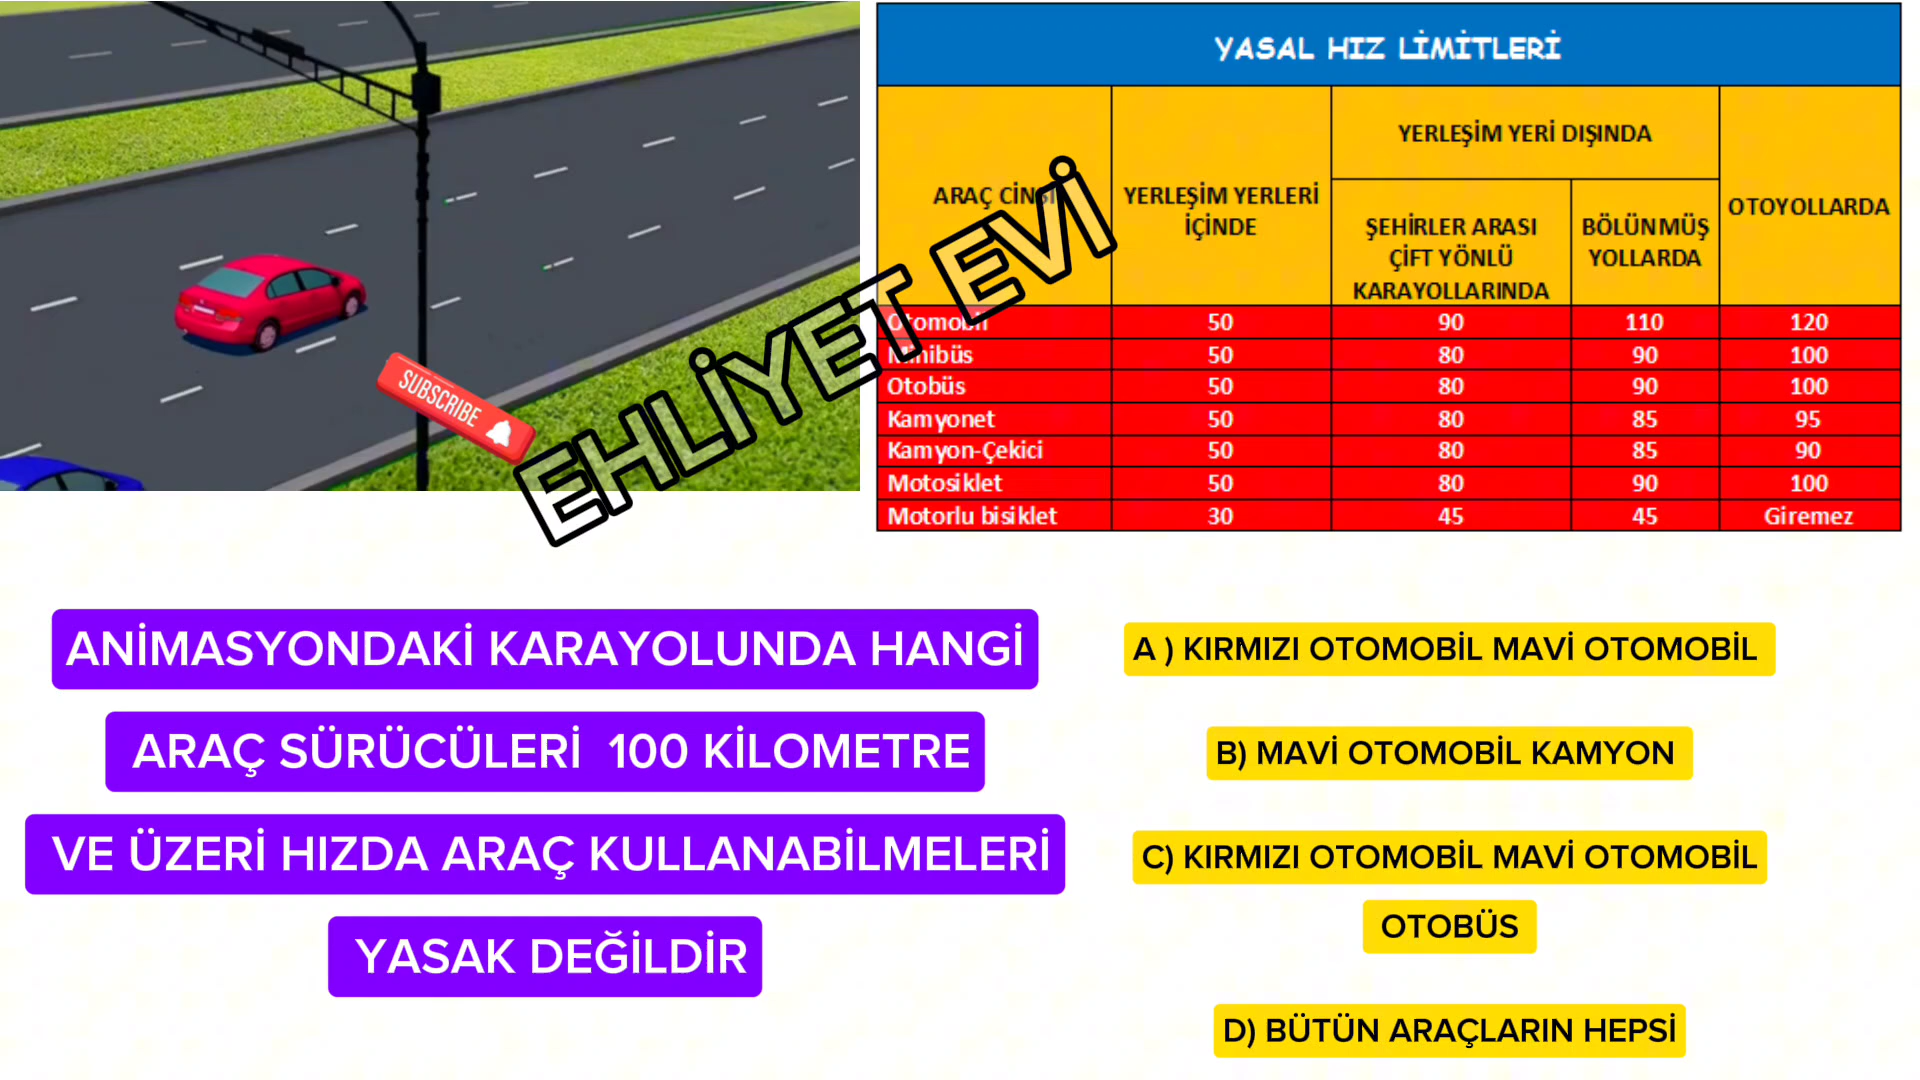 YASAL HIZ LİMİTLERİ
ARAÇ CİNSİ
YERLEŞİM YERLERİ
İÇİNDE
YERLEŞİM YERİ DIŞINDA
ŞEHİRLER ARASI
ÇİFT YÖNLÜ
KARAYOLLARINDA
BÖLÜNMÜŞ
YOLLARDA
OTOYOLLARDA
Otomobil 50 90 110 120
Minibüs 50 80 90 100
Otobüs 50 80 90 100
Kamyonet 50 80 85 95
Kamyon-Çekici 50 80 85 90
Motosiklet 50 80 90 100
Motorlu bisiklet 30 45 45 Giremez
SUBSCRIBE
EHLİYET EVİ
ANİMASYONDAKİ KARAYOLUNDA HANGİ
ARAÇ SÜRÜCÜLERİ 100 KİLOMETRE
VE ÜZERİ HIZDA ARAÇ KULLANABİLMELERİ
YASAK DEĞİLDİR
A ) KIRMIZI OTOMOBİL MAVİ OTOMOBİL
B) MAVİ OTOMOBİL KAMYON
C) KIRMIZI OTOMOBİL MAVİ OTOMOBİL
OTOBÜS
D) BÜTÜN ARAÇLARIN HEPSİ